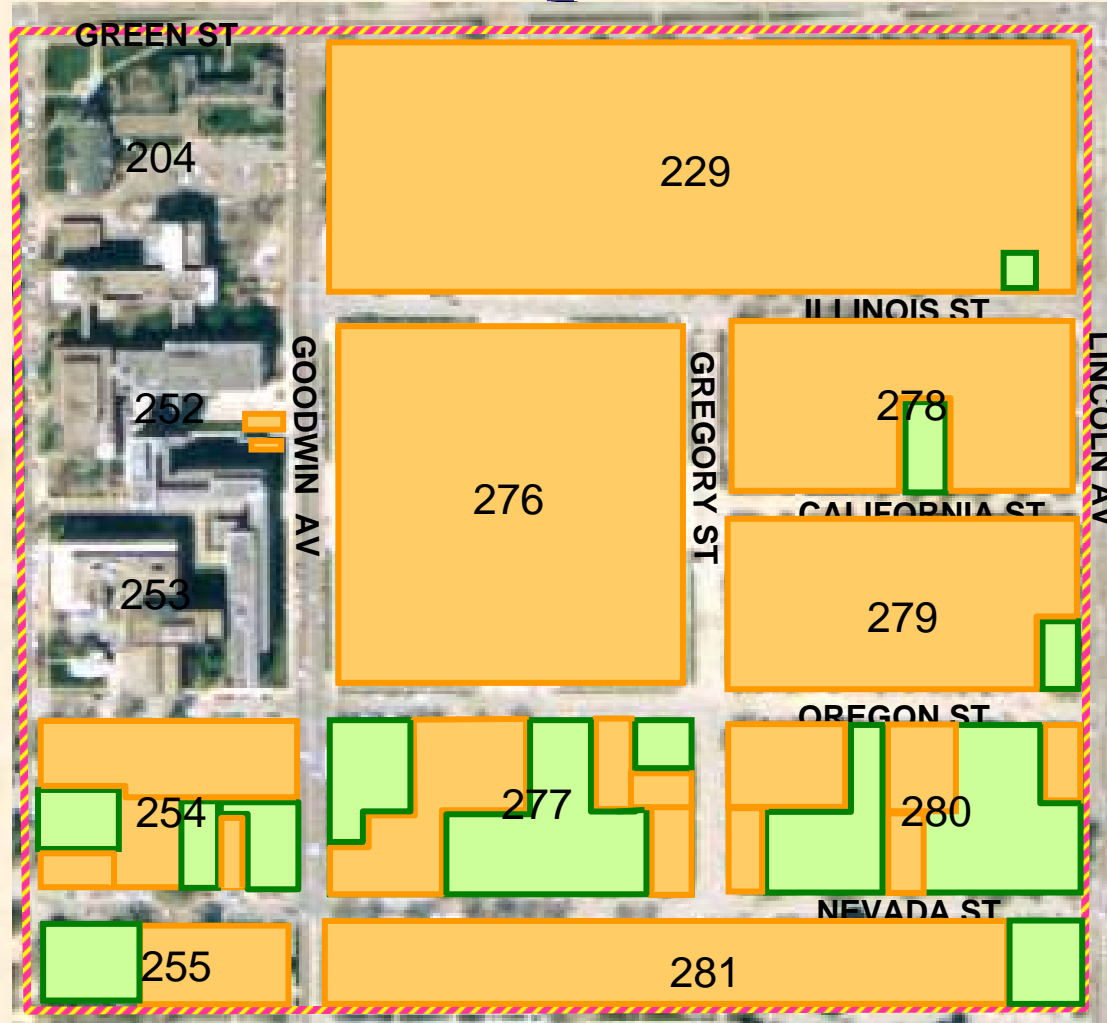 GREEN ST
204
229
ILLINOIS ST
GOODWIN AV
GREGORY ST
LINCOLN AV
252
278
276
CALIFORNIA ST
253
279
OREGON ST
254
277
280
NEVADA ST
255
281